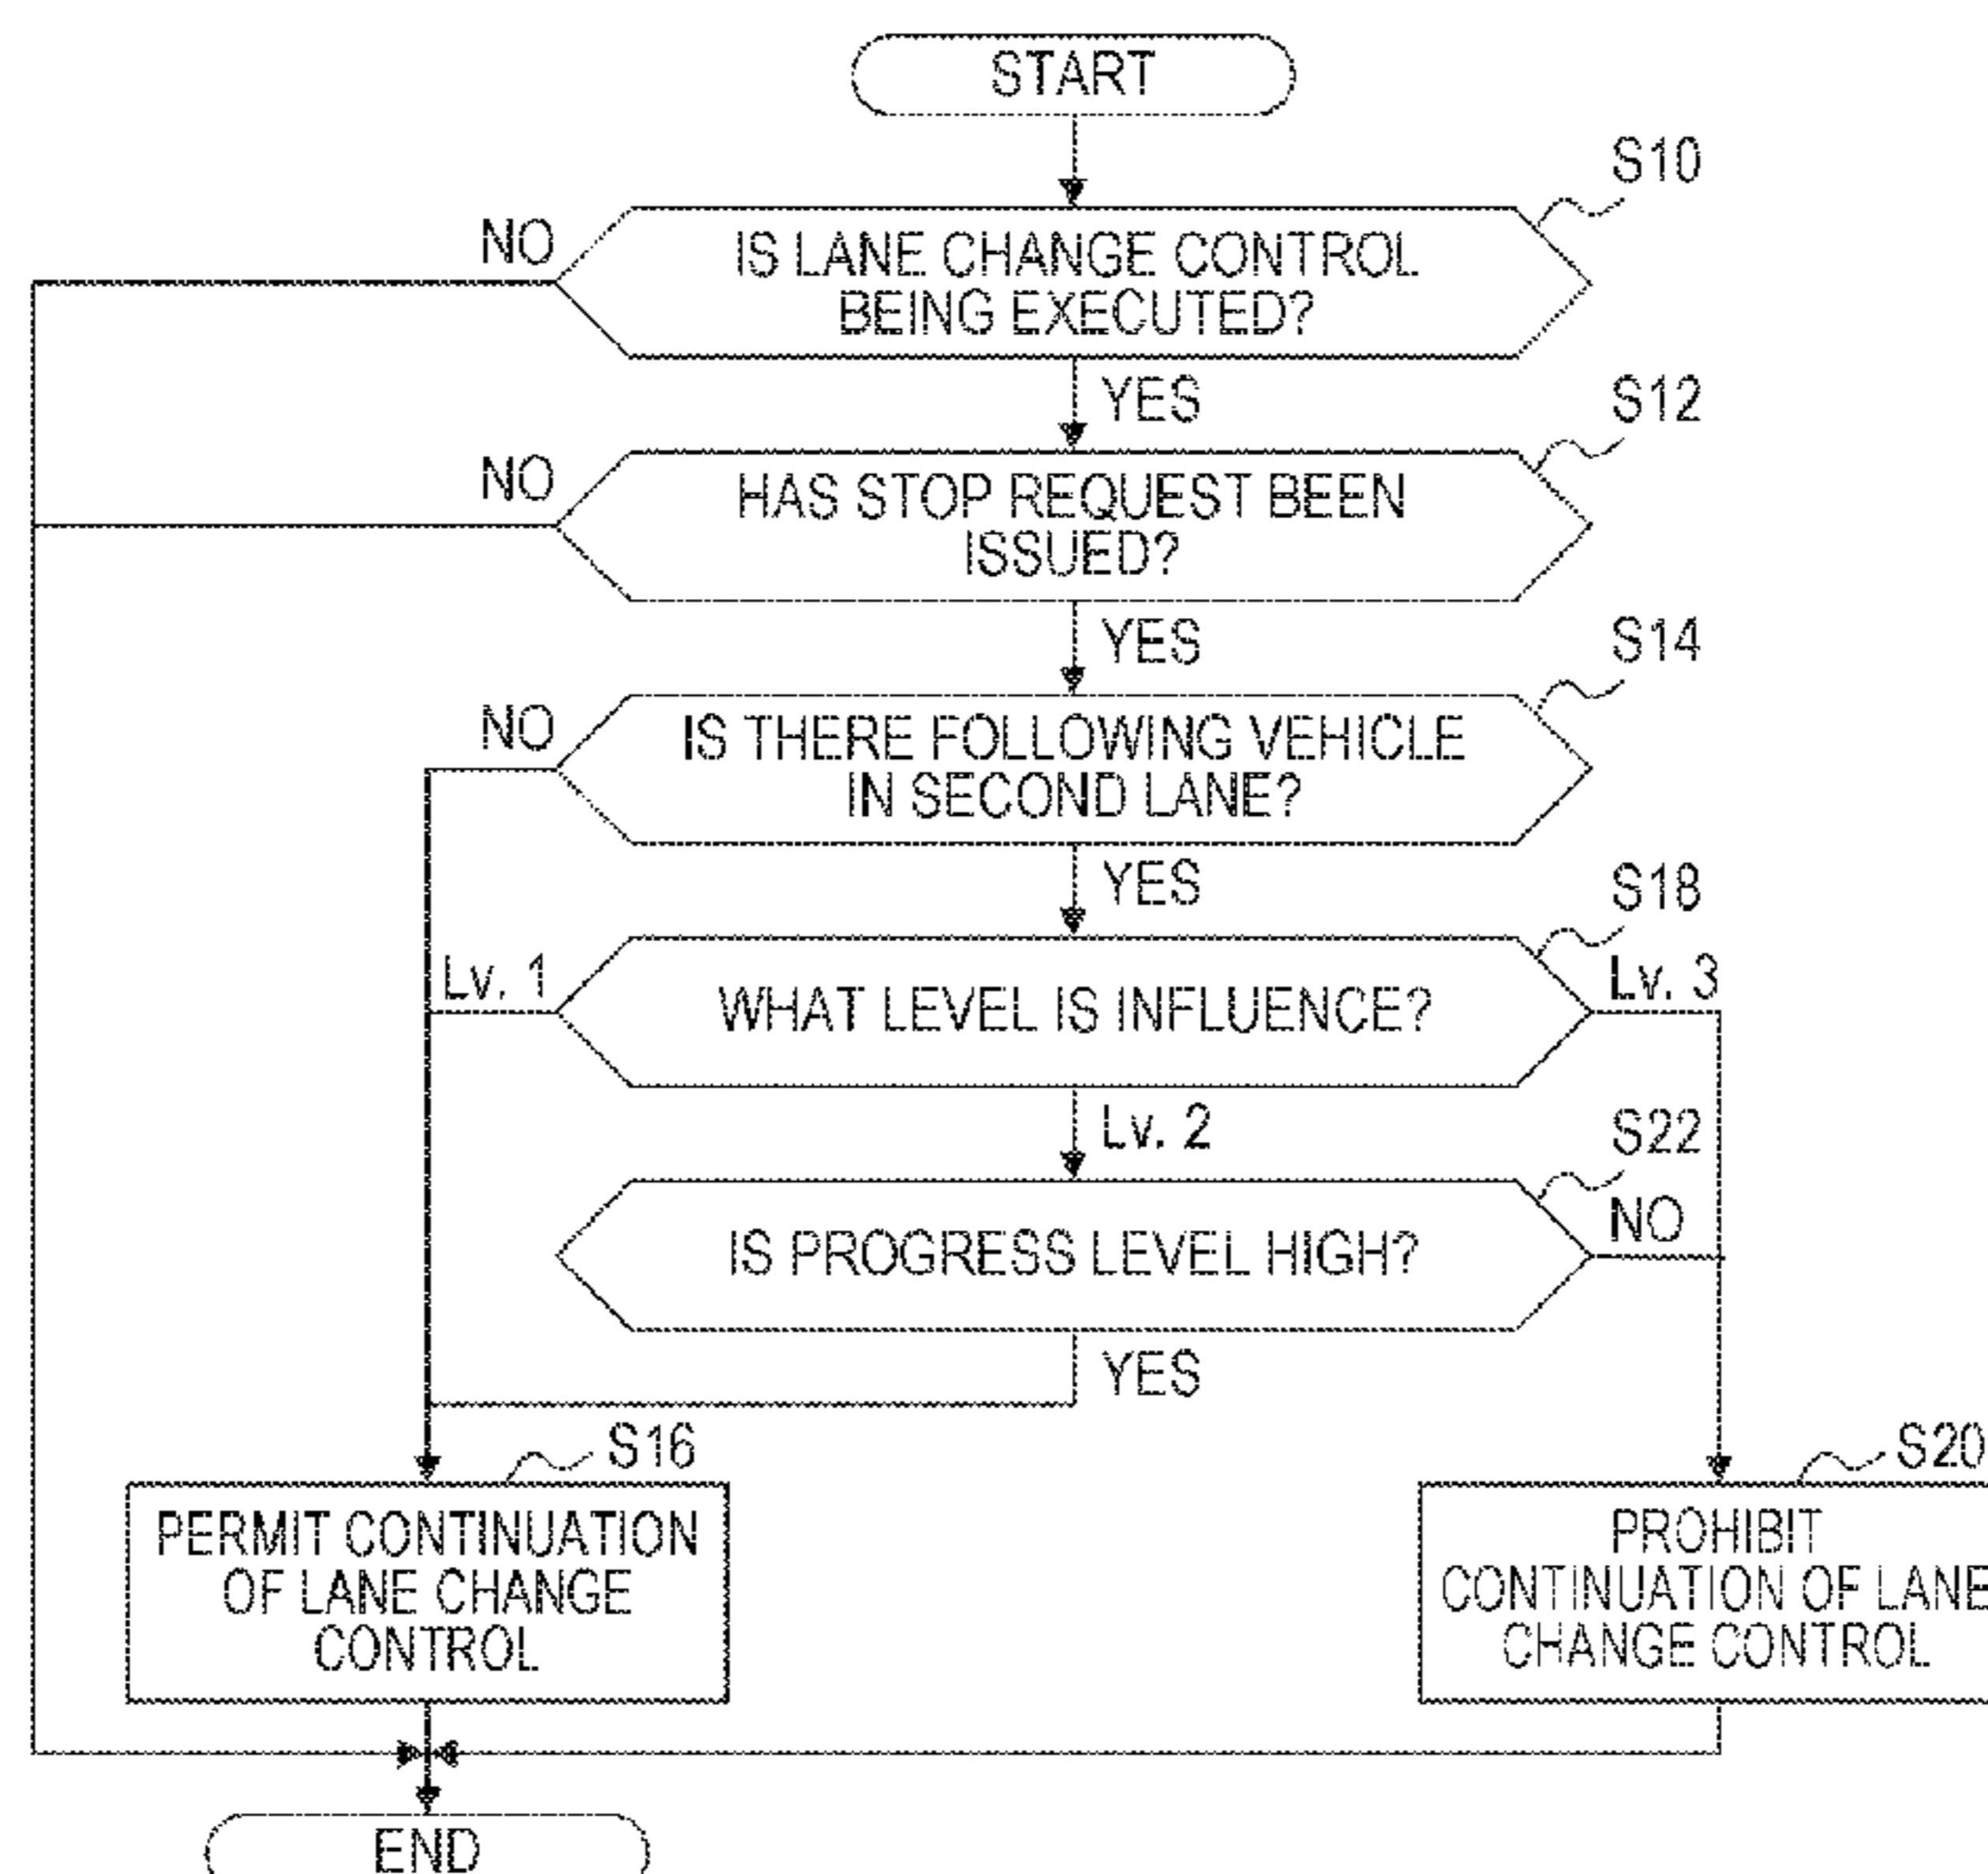 START
S10
NO
IS LANE CHANGE CONTROL
BEING EXECUTED?
YES
S12
NO
HAS STOP REQUEST BEEN
ISSUED?
YES
S14
NO
IS THERE FOLLOWING VEHICLE
IN SECOND LANE?
YES
S18
Lv. 1
WHAT LEVEL IS INFLUENCE?
Lv. 3
Lv. 2
S22
IS PROGRESS LEVEL HIGH?
NO
YES
S16
PERMIT CONTINUATION
OF LANE CHANGE
CONTROL
S20
PROHIBIT
CONTINUATION OF LANE
CHANGE CONTROL
END